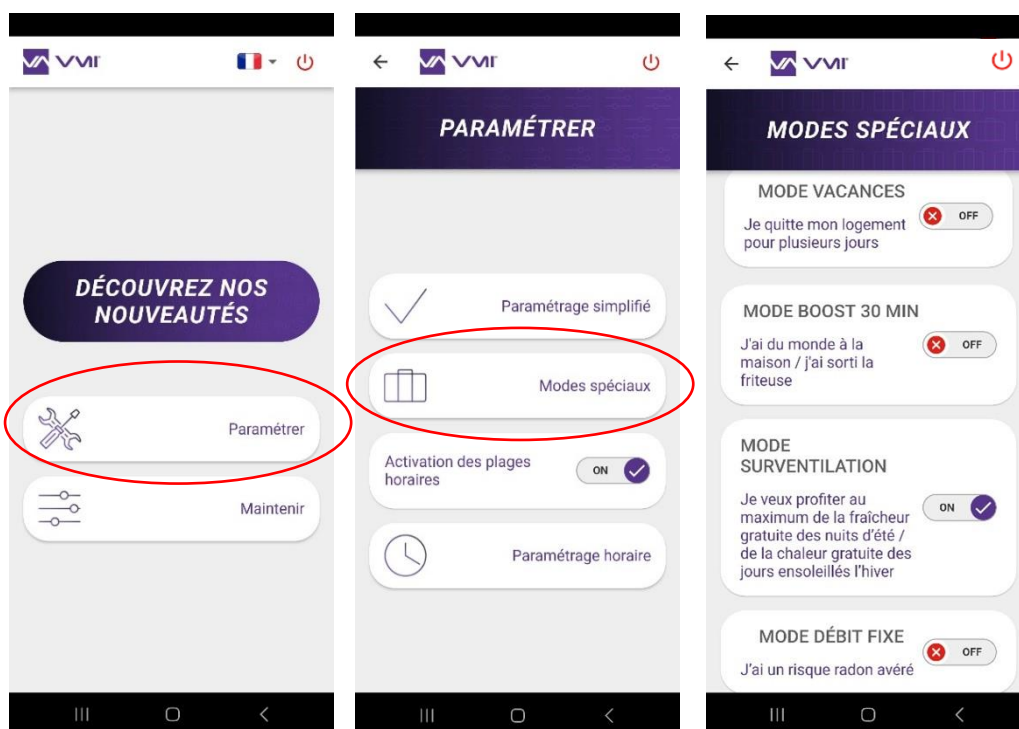 VMI
DÉCOUVREZ NOS
NOUVEAUTÉS
Paramétrer
Maintenir
VMI
PARAMÉTRER
Paramétrage simplifié
Modes spéciaux
Activation des plages
horaires
ON
Paramétrage horaire
VMI
MODES SPÉCIAUX
MODE VACANCES
Je quitte mon logement
pour plusieurs jours
OFF
MODE BOOST 30 MIN
J'ai du monde à la
maison / j'ai sorti la
friteuse
OFF
MODE
SURVENTILATION
Je veux profiter au
maximum de la fraîcheur
gratuite des nuits d'été /
de la chaleur gratuite des
jours ensoleillés l'hiver
ON
MODE DÉBIT FIXE
J'ai un risque radon avéré
OFF